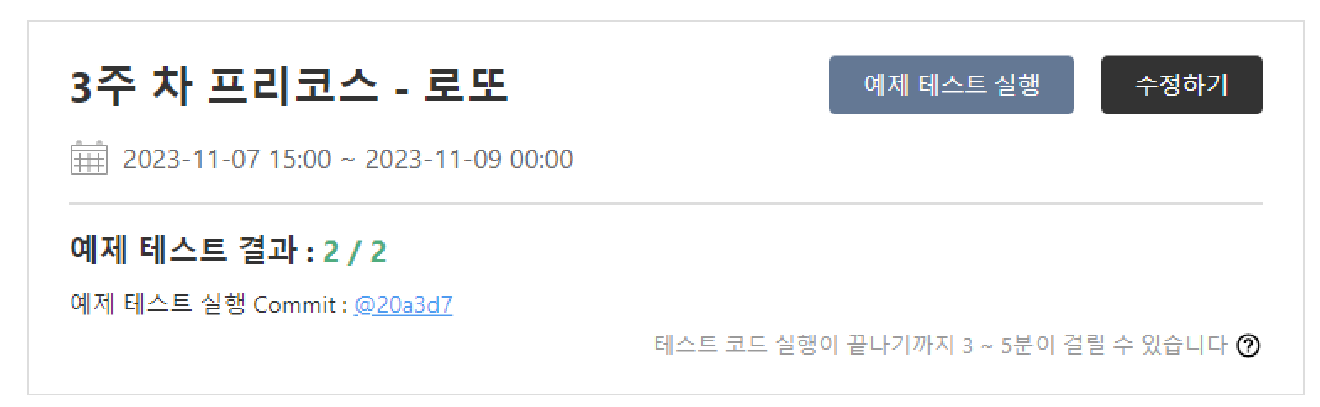 3주 차 프리코스 - 로또
예제 테스트 실행
수정하기
2023-11-07 15:00 ~ 2023-11-09 00:00
예제 테스트 결과 : 2 / 2
예제 테스트 실행 Commit : @20a3d7
테스트 코드 실행이 끝나기까지 3 ~ 5분이 걸릴 수 있습니다 ?